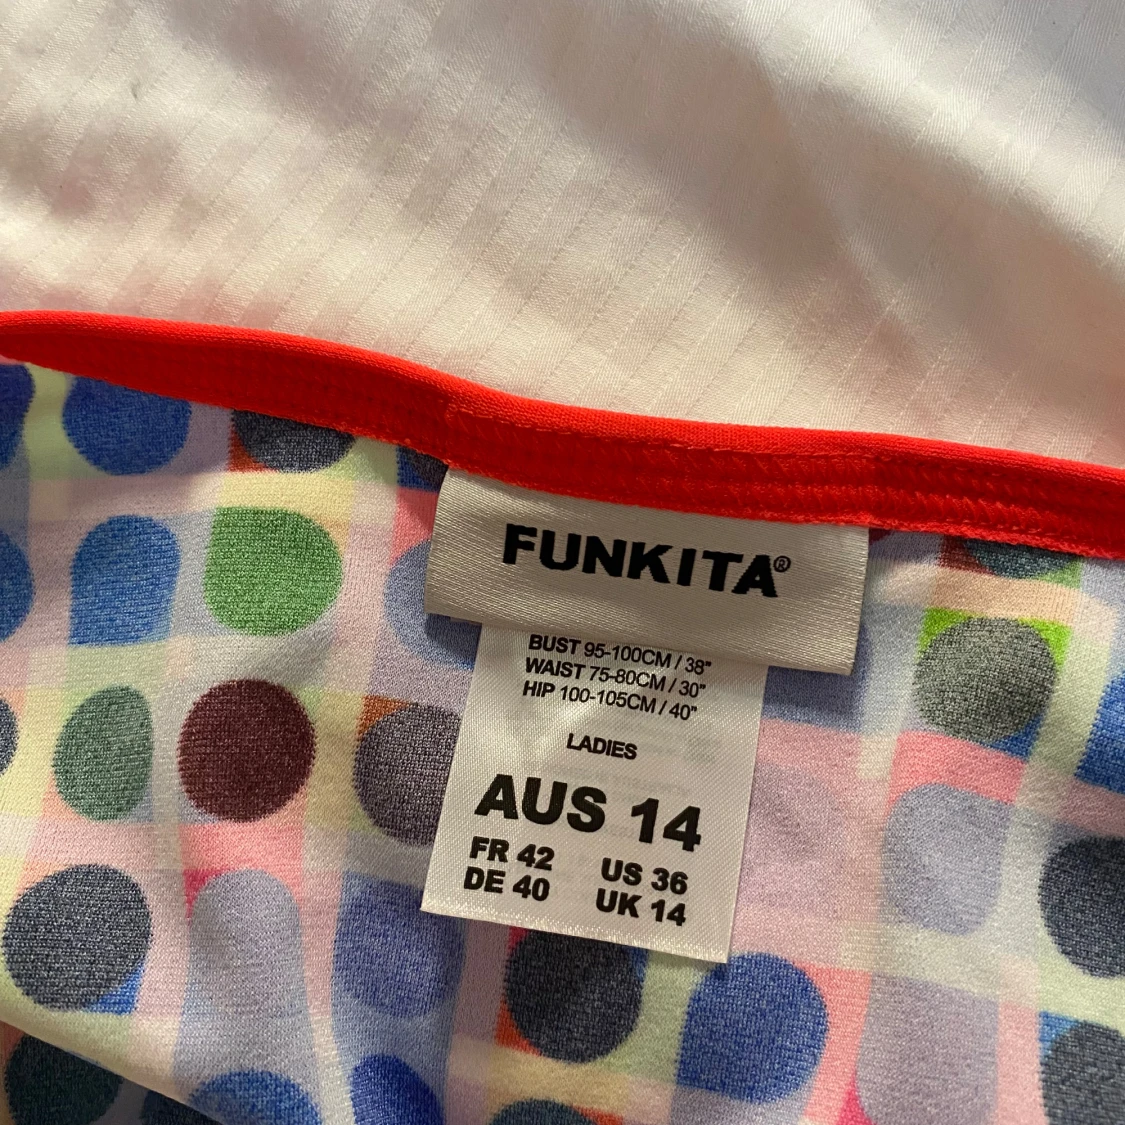 FUNKITA®
BUST 95-100CM / 38"
WAIST 75-80CM / 30"
HIP 100-105CM / 40"
LADIES
AUS 14
FR 42 US 36
DE 40 UK 14